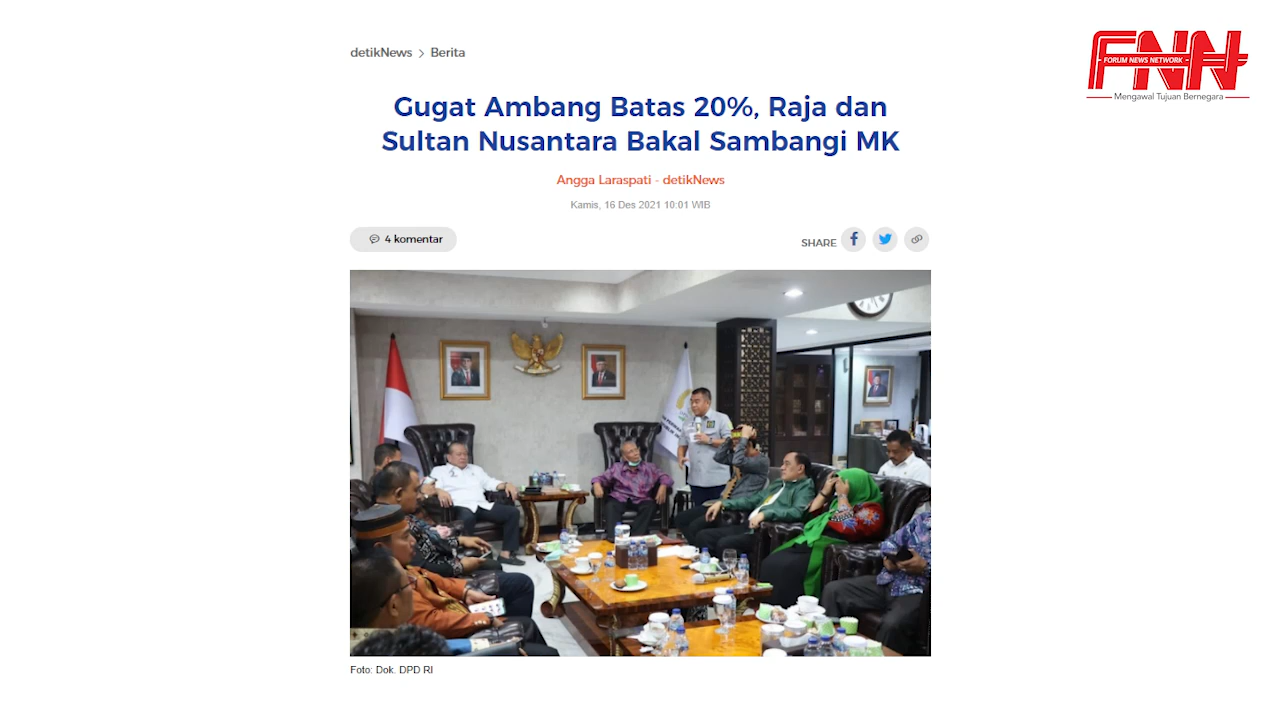 detikNews > Berita
FNN
FORUM NEWS NETWORK
Mengawal Tujuan Bernegara
Gugat Ambang Batas 20%, Raja dan
Sultan Nusantara Bakal Sambangi MK
Angga Laraspati - detikNews
Kamis, 16 Des 2021 10:01 WIB
4 komentar
SHARE
Foto: Dok. DPD RI